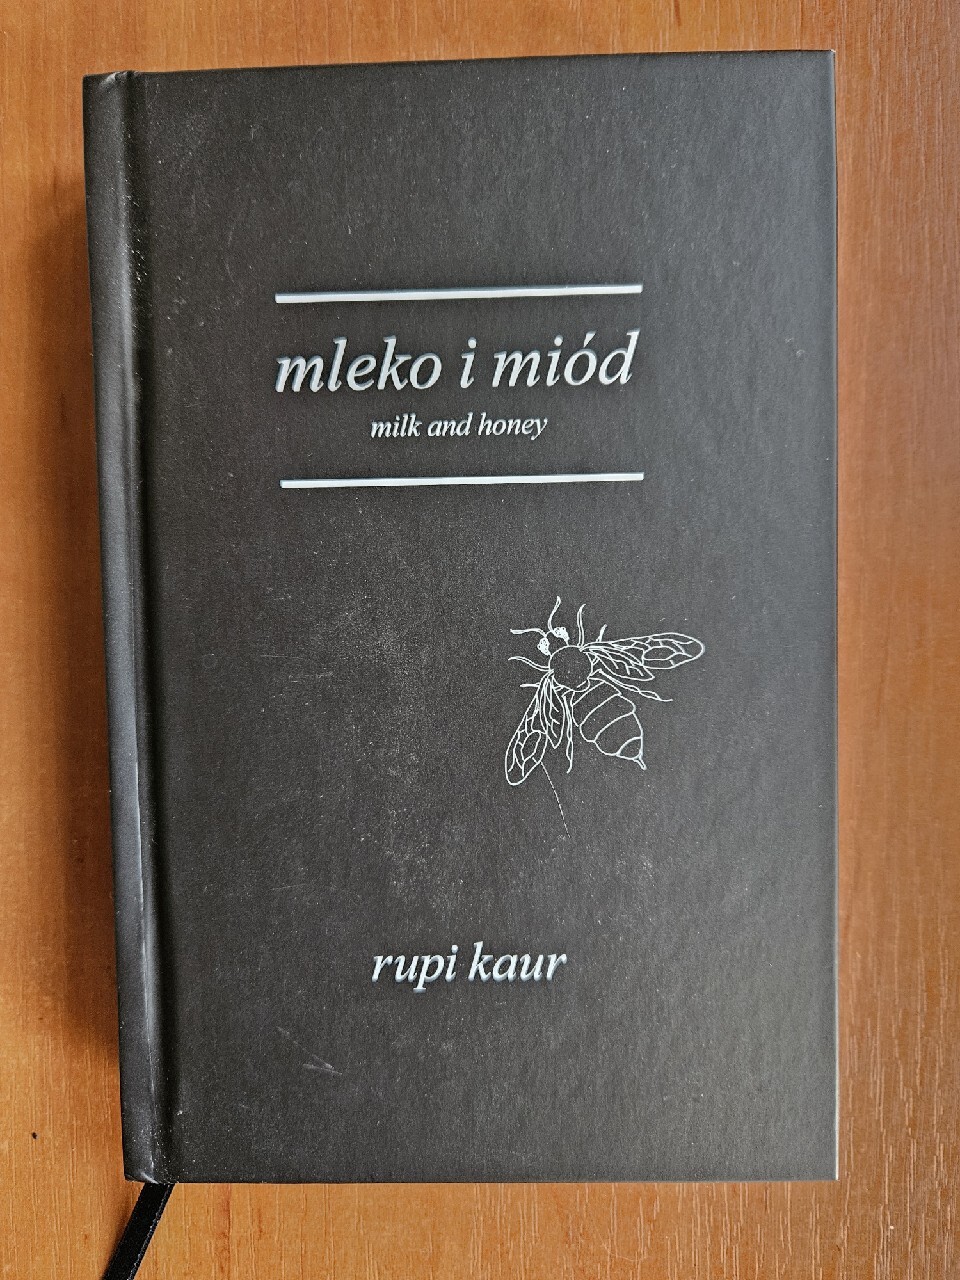 mleko i miód
milk and honey
rupi kaur